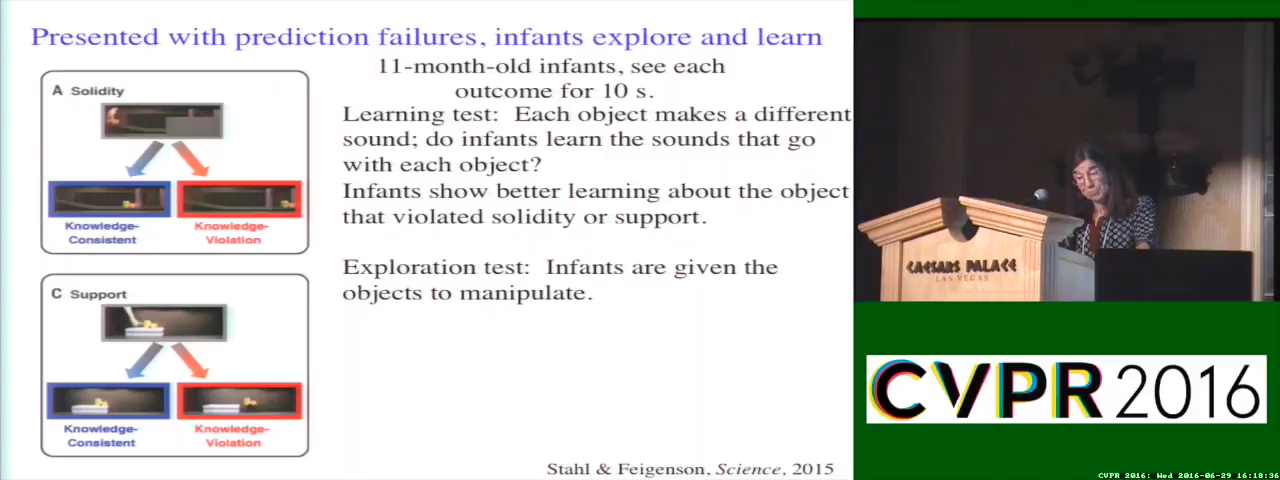 Presented with prediction failures, infants explore and learn
A Solidity
Knowledge-
Consistent
Knowledge-
Violation
C Support
Knowledge-
Consistent
Knowledge-
Violation
11-month-old infants, see each
outcome for 10 s.
Learning test: Each object makes a different
sound; do infants learn the sounds that go
with each object?
Infants show better learning about the object
that violated solidity or support.
Exploration test: Infants are given the
objects to manipulate.
Stahl & Feigenson, Science, 2015
CAESARS PALACE
LAS VEGAS
CVPR 2016
CVPR 2016: Wed 2016-06-29 16:18:36